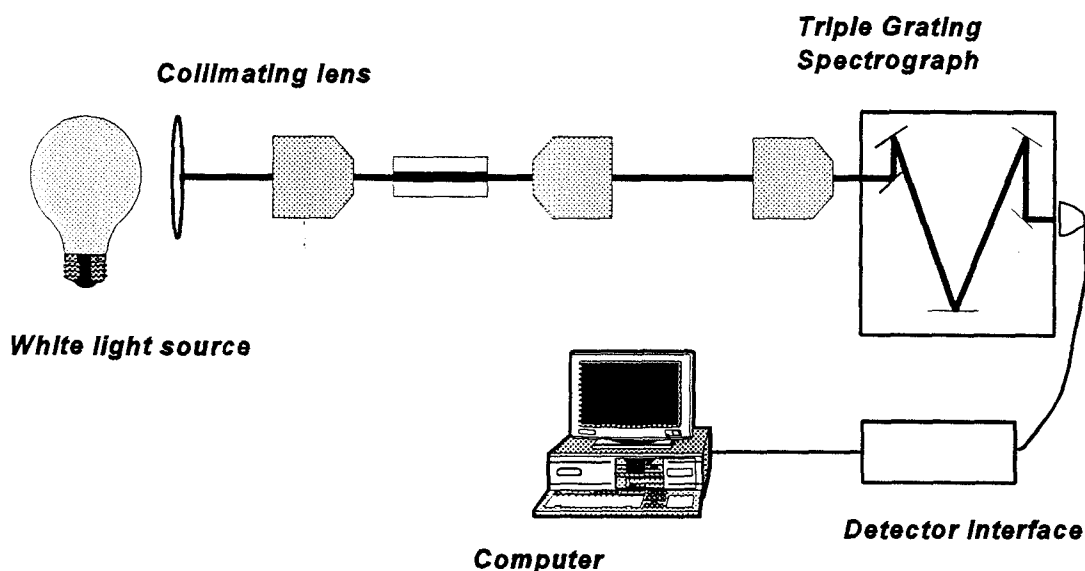 Triple Grating
Spectrograph
Collimating lens
White light source
Detector Interface
Computer